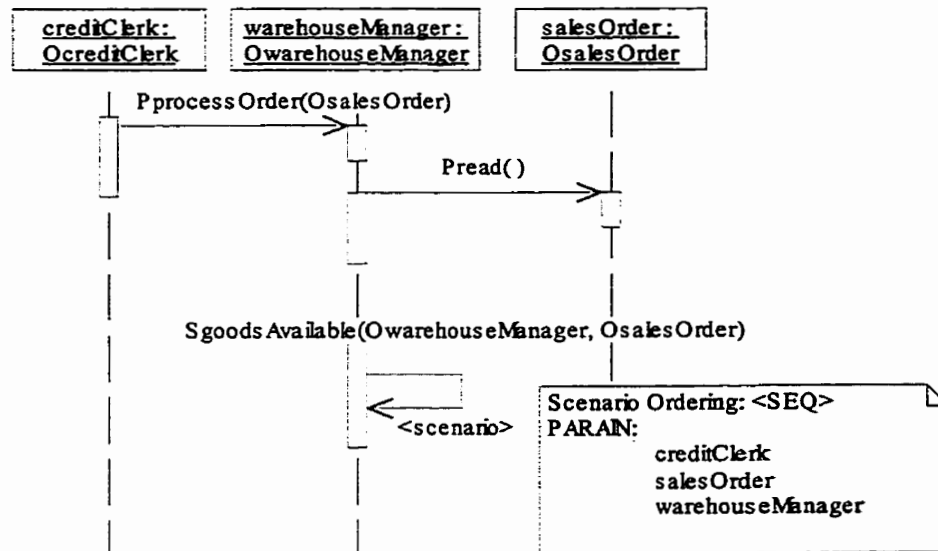 creditClerk:
OcreditClerk
warehouseManager:
OwarehouseManager
salesOrder:
OsalesOrder
PprocessOrder(OsalesOrder)
Pread()
SgoodsAvailable(OwarehouseManager, OsalesOrder)
<scenario>
Scenario Ordering: <SEQ>
PARAIN:
creditClerk
salesOrder
warehouseManager